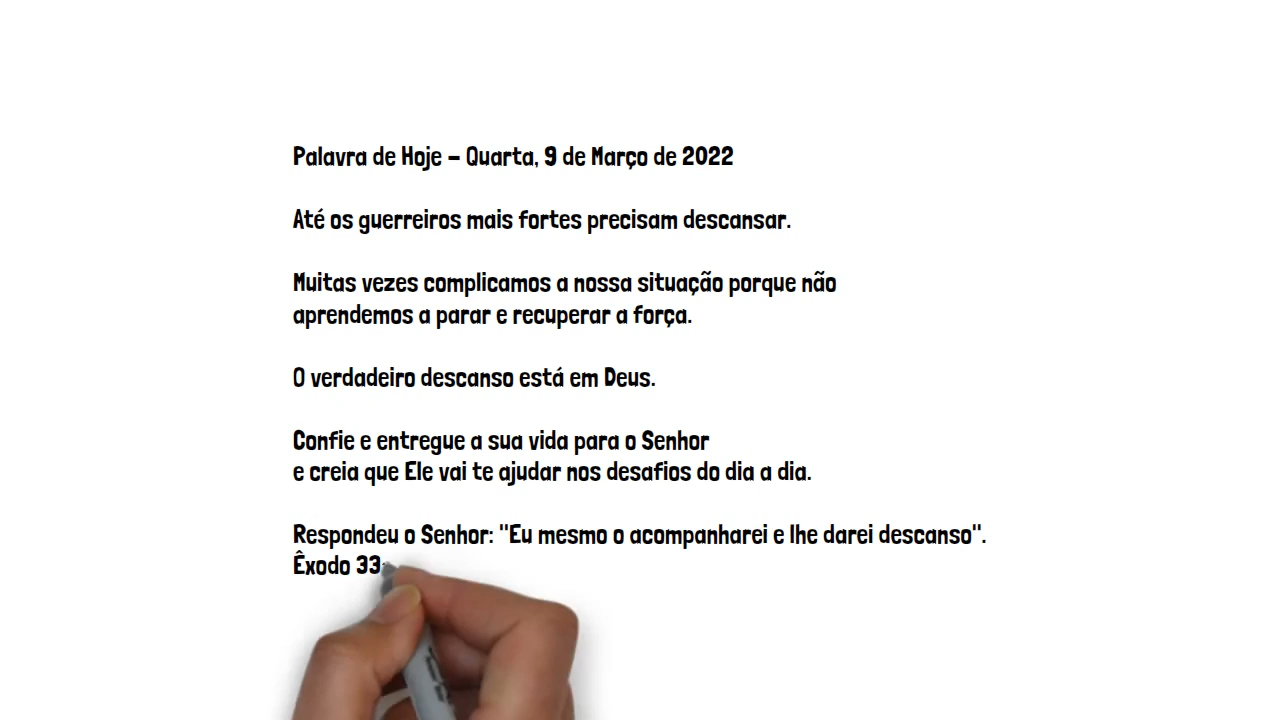 Palavra de Hoje – Quarta, 9 de Março de 2022
Até os guerreiros mais fortes precisam descansar.
Muitas vezes complicamos a nossa situação porque não
aprendemos a parar e recuperar a força.
O verdadeiro descanso está em Deus.
Confie e entregue a sua vida para o Senhor
e creia que Ele vai te ajudar nos desafios do dia a dia.
Respondeu o Senhor: "Eu mesmo o acompanharei e lhe darei descanso".
Êxodo 33